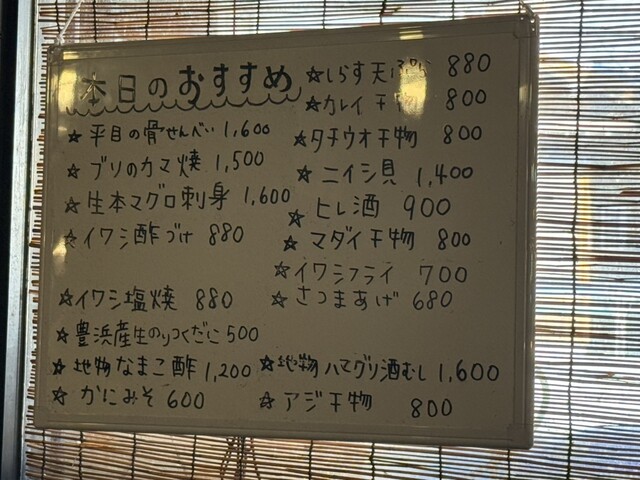 本日のおすすめ
☆平目の骨せんべい 1,600
☆ブリのカマ焼 1,500
☆生本マグロ刺身 1,600
☆イワシ酢づけ 880
☆イワシ塩焼 880
☆豊浜産生のりつくだに 500
☆地物なまこ酢 1,200
☆かにみそ 600
☆しらす天ぷら 880
☆カレイ干物 800
☆タチウオ干物 800
☆ニイシ貝 1,400
☆ヒレ酒 900
☆マダイ干物 800
☆イワシフライ 700
☆さつまあげ 680
☆地物ハマグリ酒むし 1,600
☆アジ干物 800